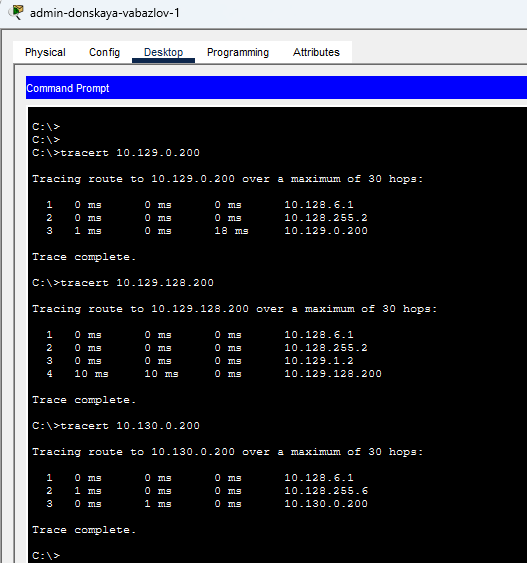 admin-donskaya-vabazlov-1
Physical Config Desktop Programming Attributes
Command Prompt
C:\>
C:\>
C:\>tracert 10.129.0.200
Tracing route to 10.129.0.200 over a maximum of 30 hops:
1 0 ms 0 ms 0 ms 10.128.6.1
2 0 ms 0 ms 0 ms 10.128.255.2
3 1 ms 0 ms 18 ms 10.129.0.200
Trace complete.
C:\>tracert 10.129.128.200
Tracing route to 10.129.128.200 over a maximum of 30 hops:
1 0 ms 0 ms 0 ms 10.128.6.1
2 0 ms 0 ms 0 ms 10.128.255.2
3 0 ms 0 ms 0 ms 10.129.1.2
4 10 ms 10 ms 0 ms 10.129.128.200
Trace complete.
C:\>tracert 10.130.0.200
Tracing route to 10.130.0.200 over a maximum of 30 hops:
1 0 ms 0 ms 0 ms 10.128.6.1
2 1 ms 0 ms 0 ms 10.128.255.6
3 0 ms 1 ms 0 ms 10.130.0.200
Trace complete.
C:\>